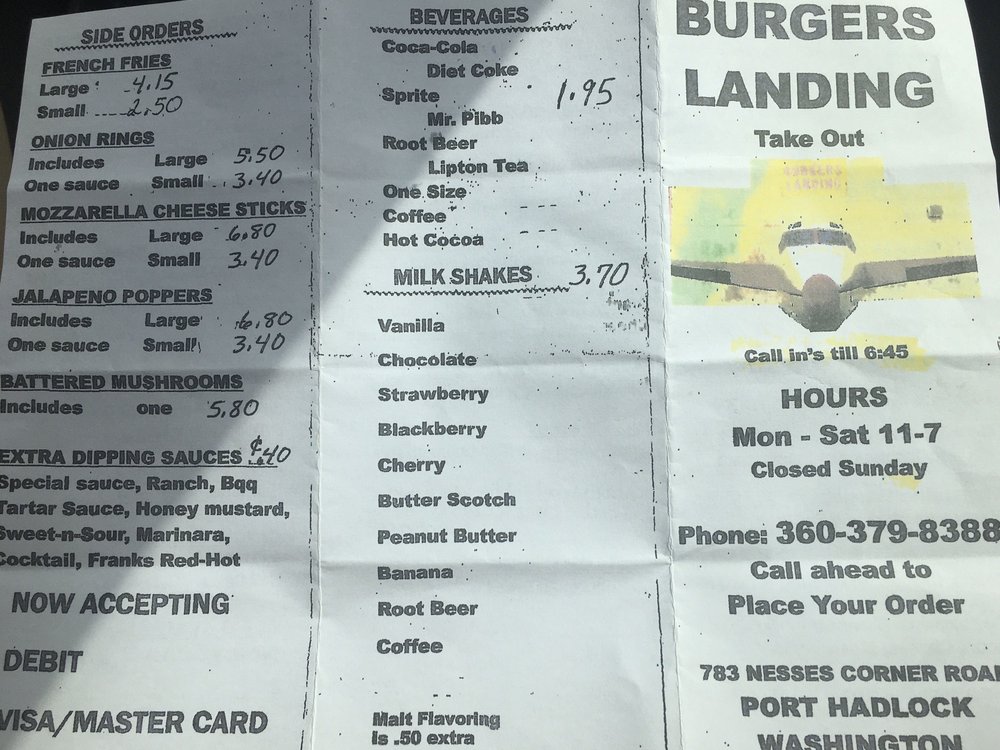 SIDE ORDERS
FRENCH FRIES
Large 4.15
Small ---- 2.50
ONION RINGS
Includes Large 5.50
One sauce Small .. 3.40
MOZZARELLA CHEESE STICKS
Includes Large 6.80
One sauce Small 3.40
JALAPENO POPPERS
Includes Large 6.80
One sauce Small 3.40
BATTERED MUSHROOMS
Includes one 5.80
EXTRA DIPPING SAUCES ¢.40
Special sauce, Ranch, Bqq
Tartar Sauce, Honey mustard,
Sweet-n-Sour, Marinara,
Cocktail, Franks Red-Hot
NOW ACCEPTING
DEBIT
VISA/MASTER CARD
BEVERAGES
Coca-Cola
Diet Coke
Sprite 1.95
Mr. Pibb
Root Beer
Lipton Tea
One Size
Coffee ---
Hot Cocoa ---
MILK SHAKES 3.70
Vanilla
Chocolate
Strawberry
Blackberry
Cherry
Butter Scotch
Peanut Butter
Banana
Root Beer
Coffee
--
Malt Flavoring
is .50 extra
BURGERS
LANDING
Take Out
BURGERS
LANDING
Call in's till 6:45
HOURS
Mon - Sat 11-7
Closed Sunday
Phone: 360-379-8388
Call ahead to
Place Your Order
783 NESSES CORNER ROA
PORT HADLOCK
WASHINGTON